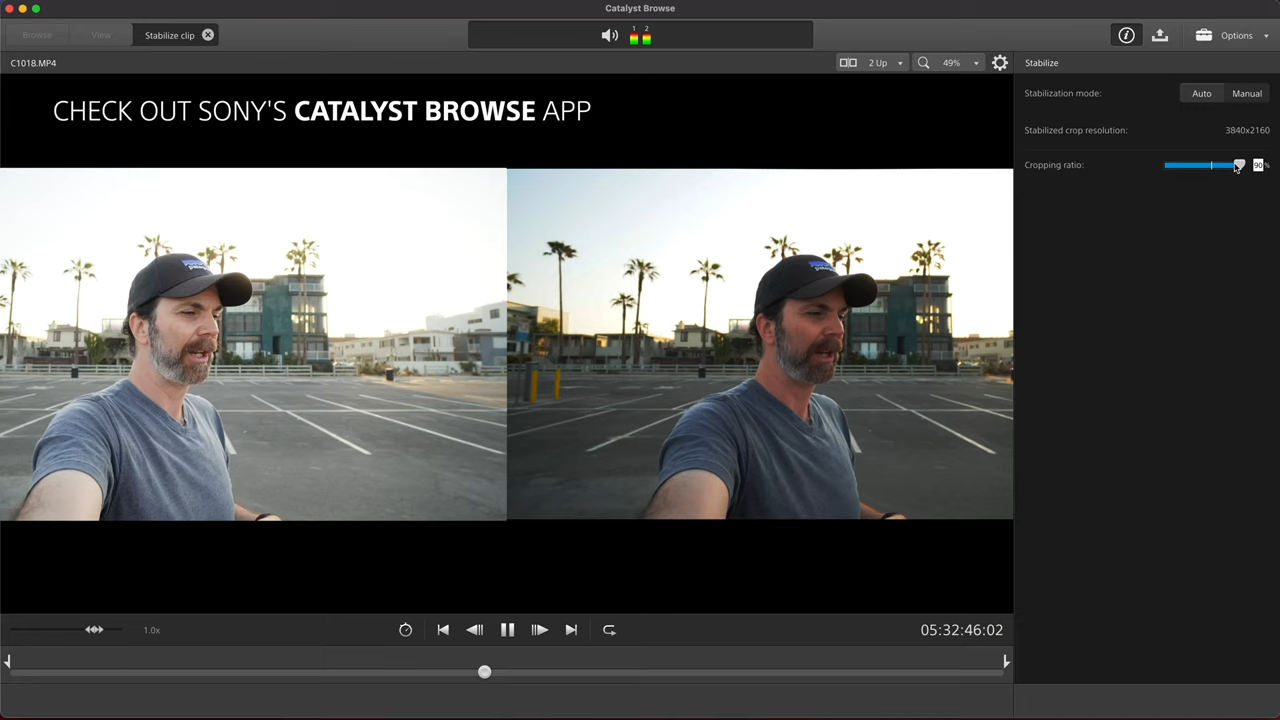 Catalyst Browse
Browse
View
Stabilize clip
1 2
Options
C1018.MP4
2 Up
49%
Stabilize
CHECK OUT SONY'S CATALYST BROWSE APP
Stabilization mode:
Auto
Manual
Stabilized crop resolution:
3840x2160
Cropping ratio:
90%
1.0x
05:32:46:02